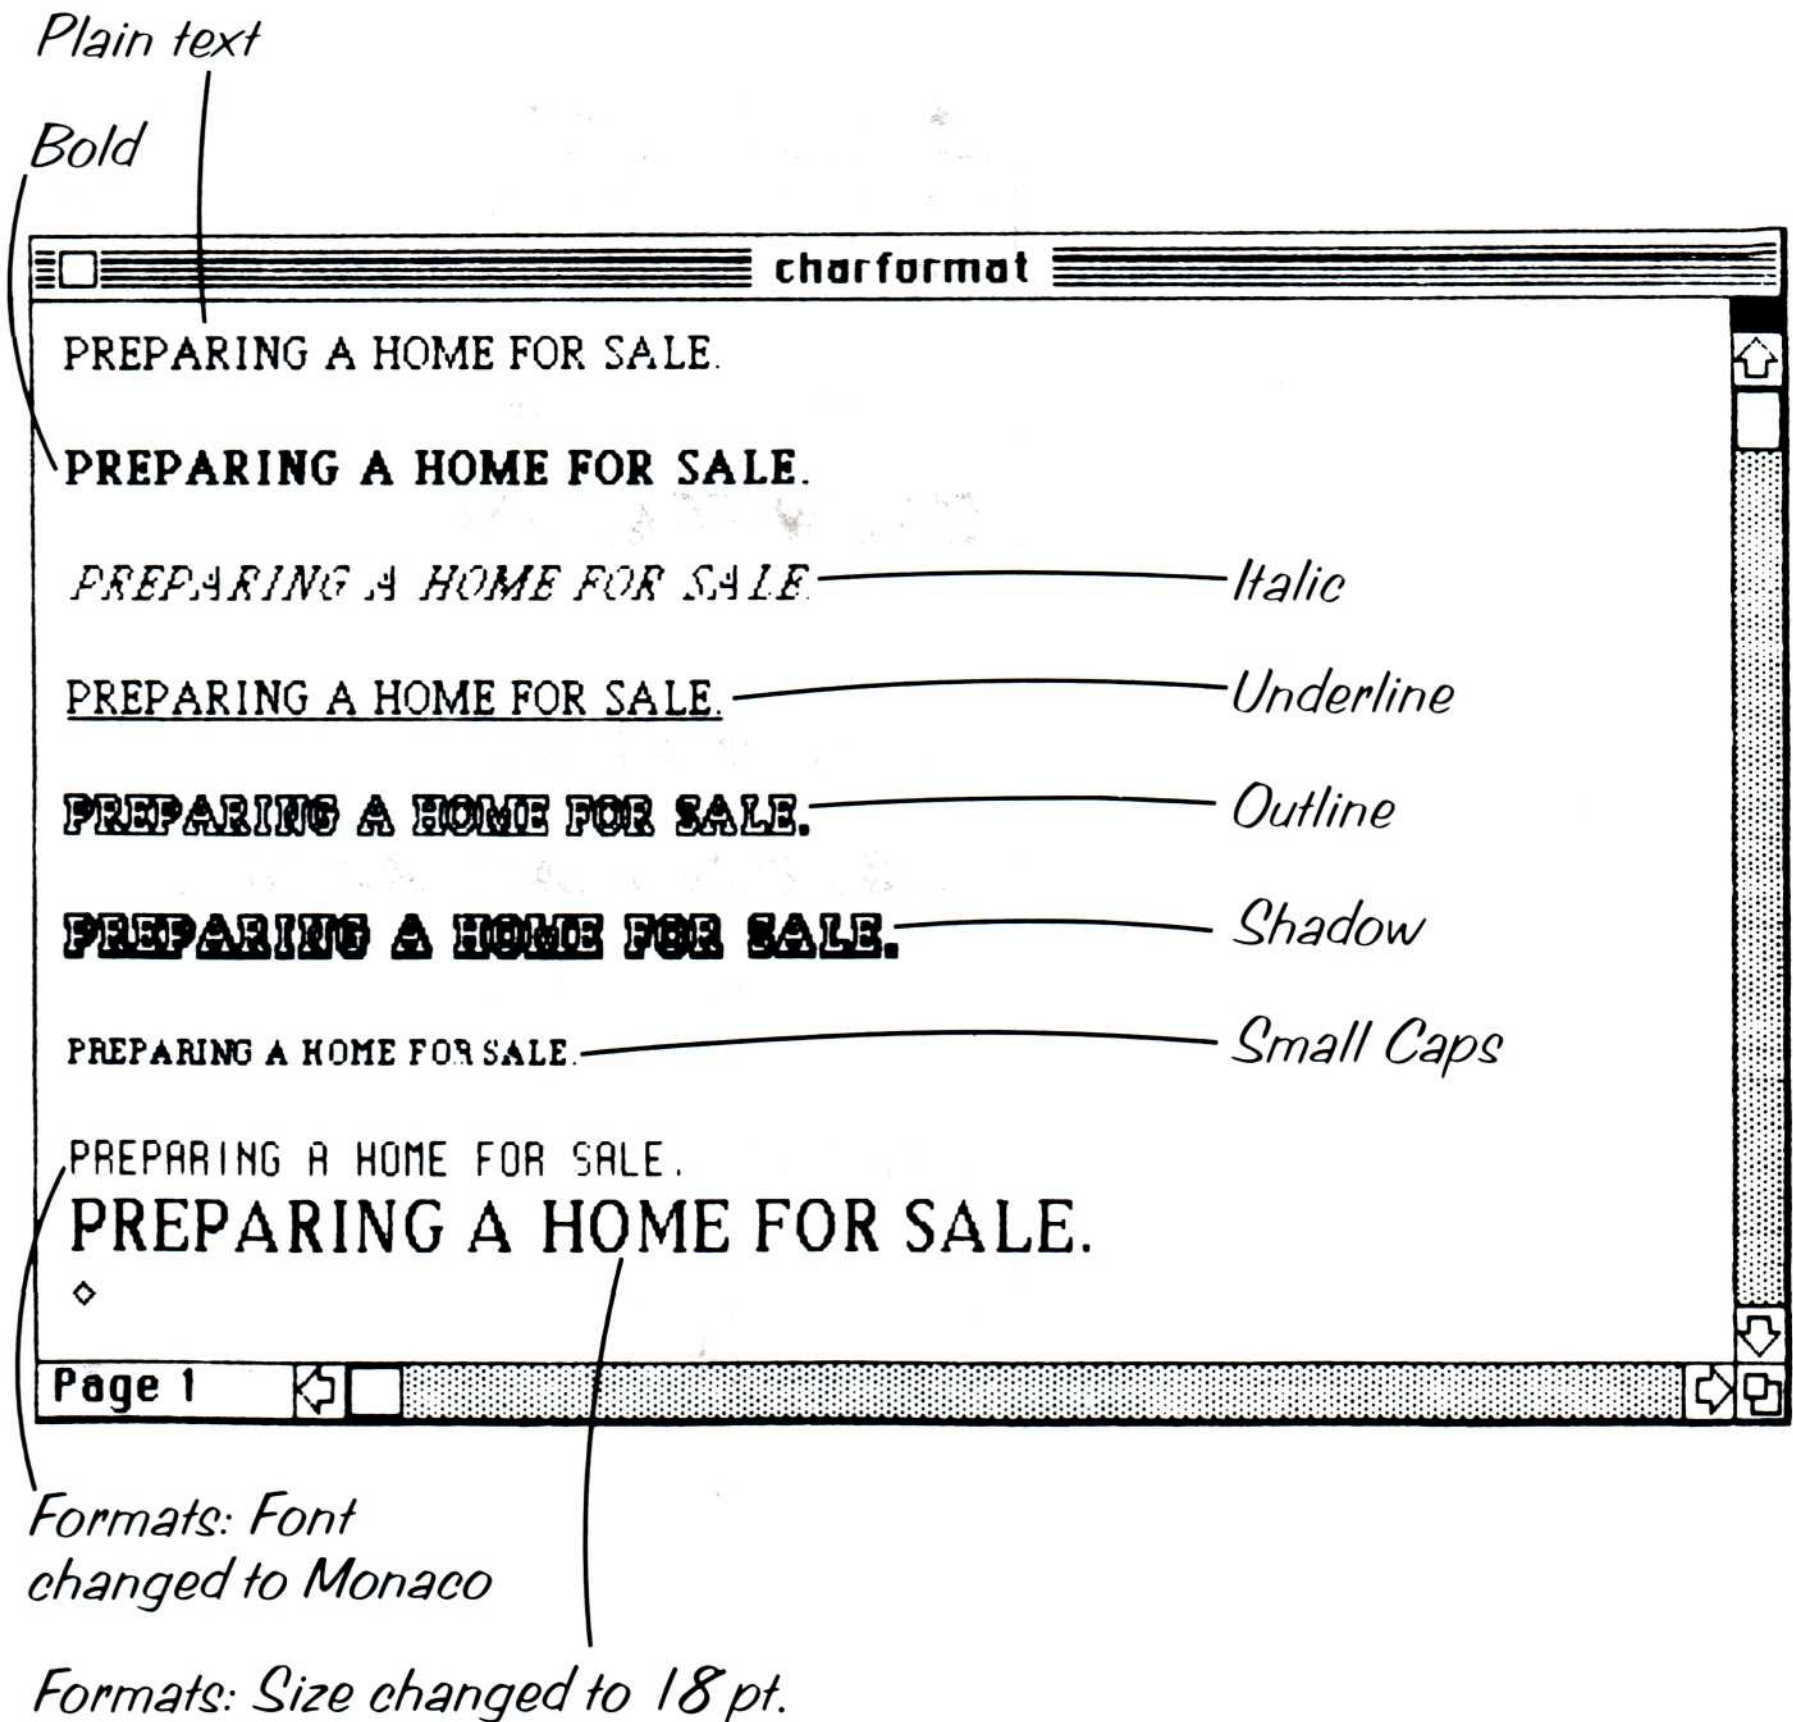 Plain text
Bold
charformat
PREPARING A HOME FOR SALE.
PREPARING A HOME FOR SALE.
PREPARING A HOME FOR SALE. Italic
PREPARING A HOME FOR SALE. Underline
PREPARING A HOME FOR SALE. Outline
PREPARING A HOME FOR SALE. Shadow
PREPARING A HOME FOR SALE. Small Caps
PREPARING A HOME FOR SALE.
PREPARING A HOME FOR SALE.
Page 1
Formats: Font
changed to Monaco
Formats: Size changed to 18 pt.